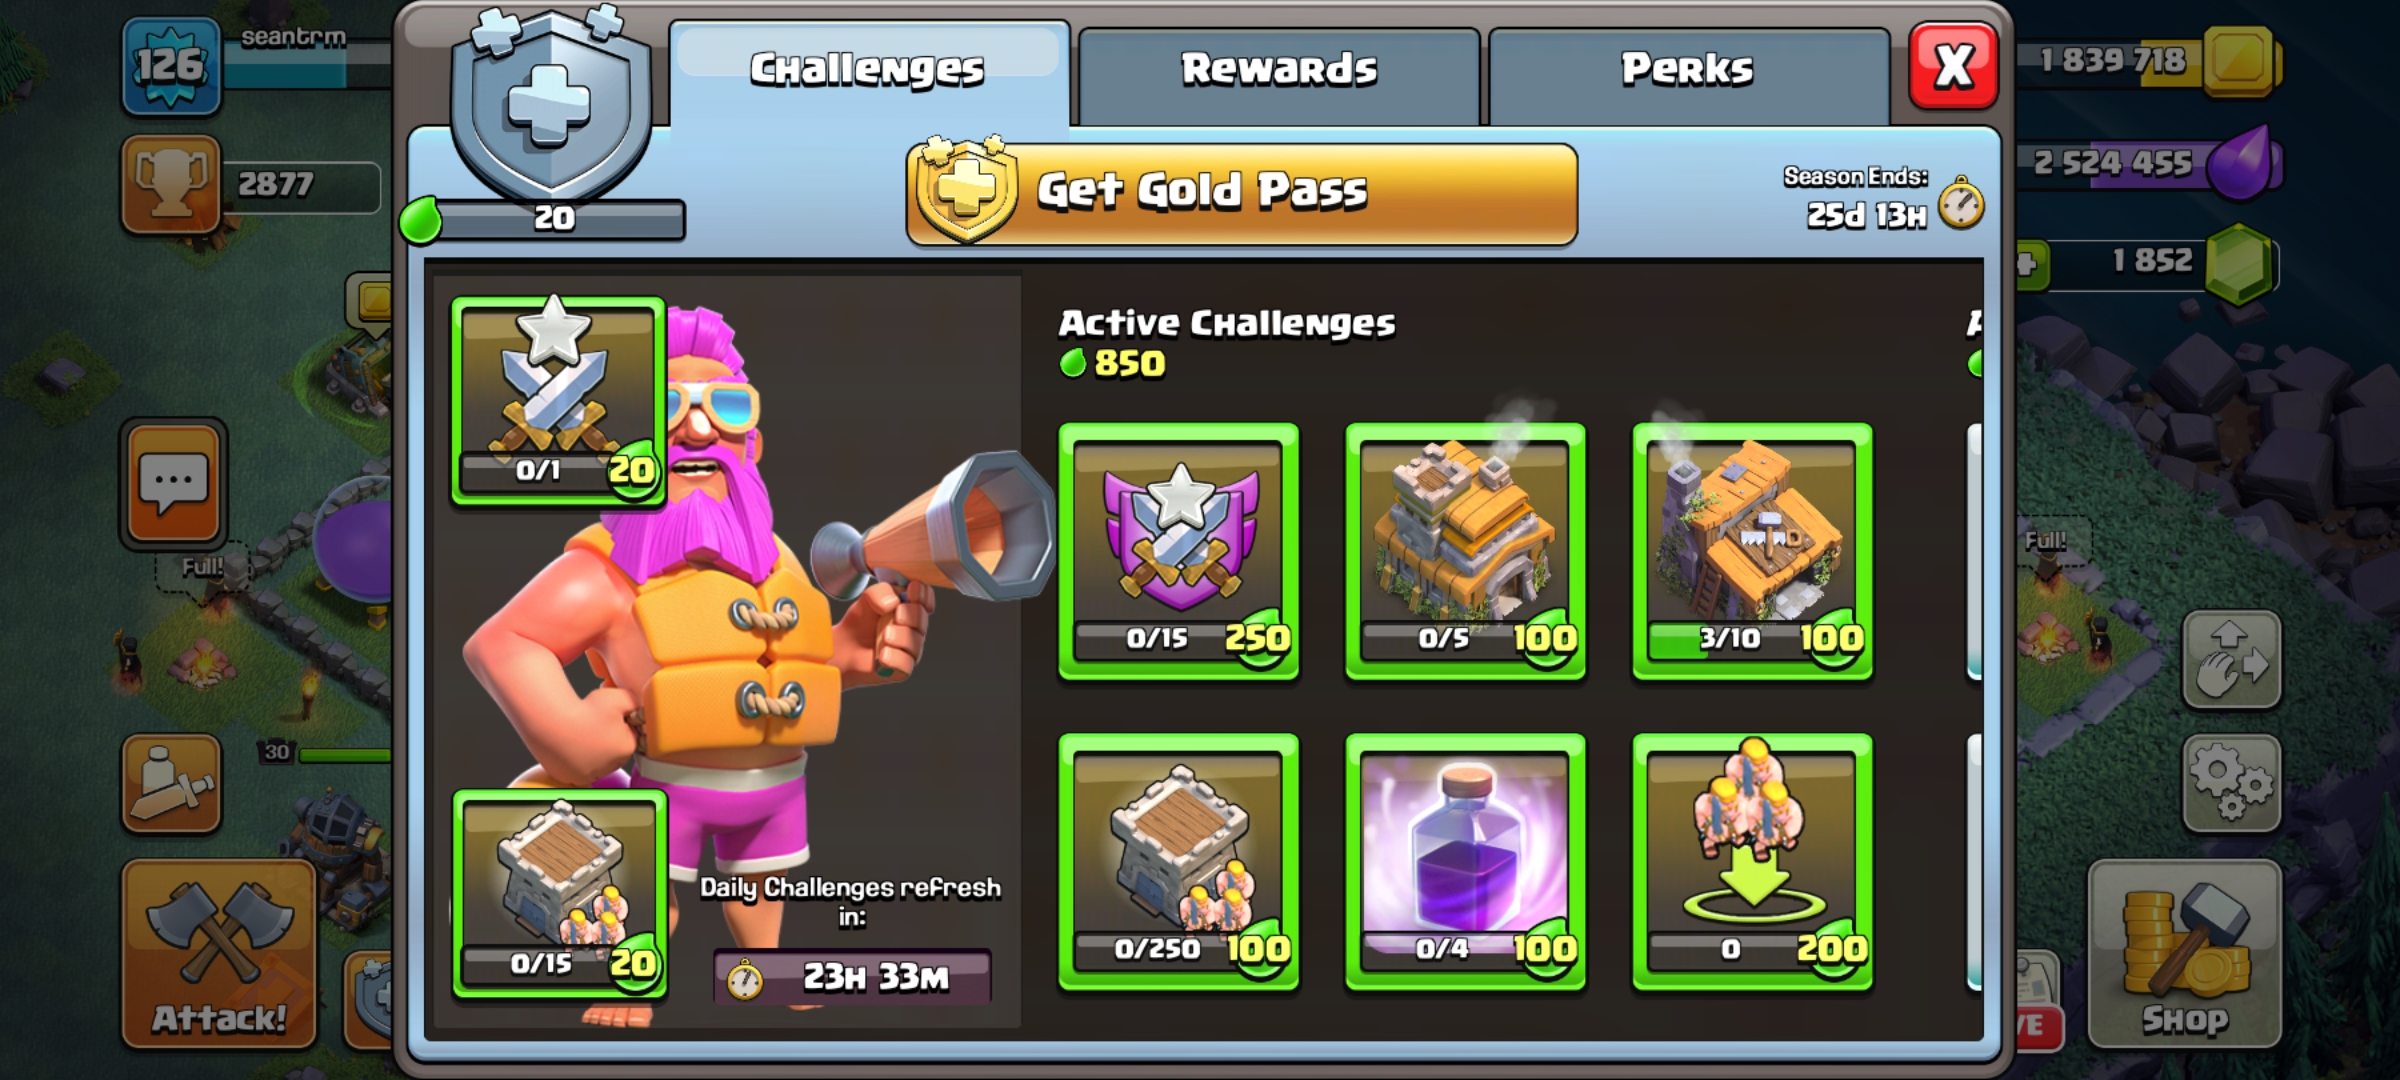 126
seantrm
2877
Full!
30
Attack!
Challenges
Rewards
Perks
X
20
Get Gold Pass
Season Ends:
25d 13H
1 839 718
2 524 455
1 852
0/1
20
Active Challenges
850
0/15
250
0/5
100
3/10
100
0/15
20
Daily Challenges refresh
in:
23H 33M
0/250
100
0/4
100
0
200
Full!
Shop